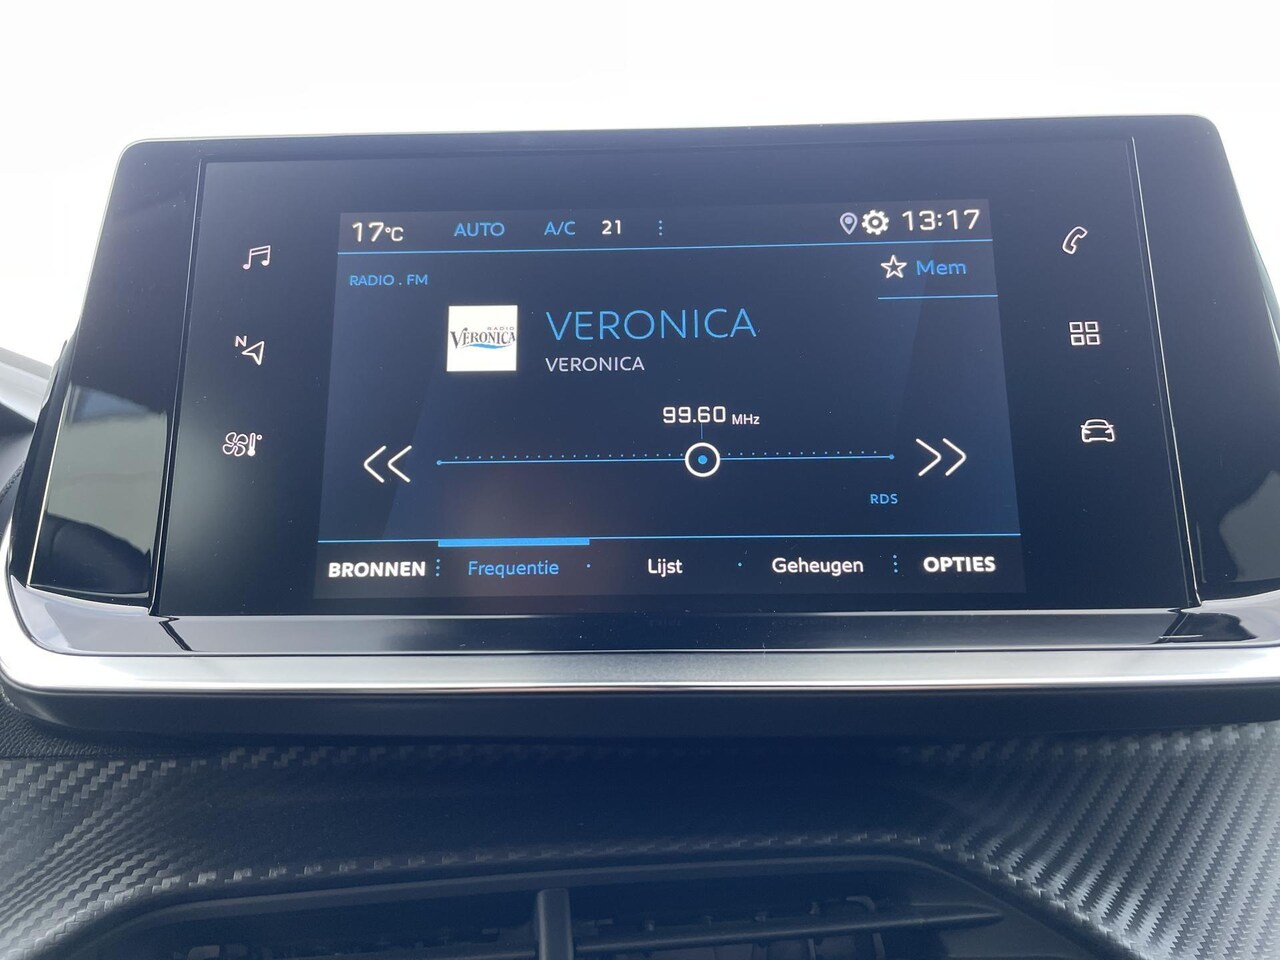 17°C AUTO A/C 21 13:17
RADIO . FM
Mem
RADIO
VERONICA
VERONICA
VERONICA
N
99.60 MHz
RDS
BRONNEN Frequentie Lijst Geheugen OPTIES